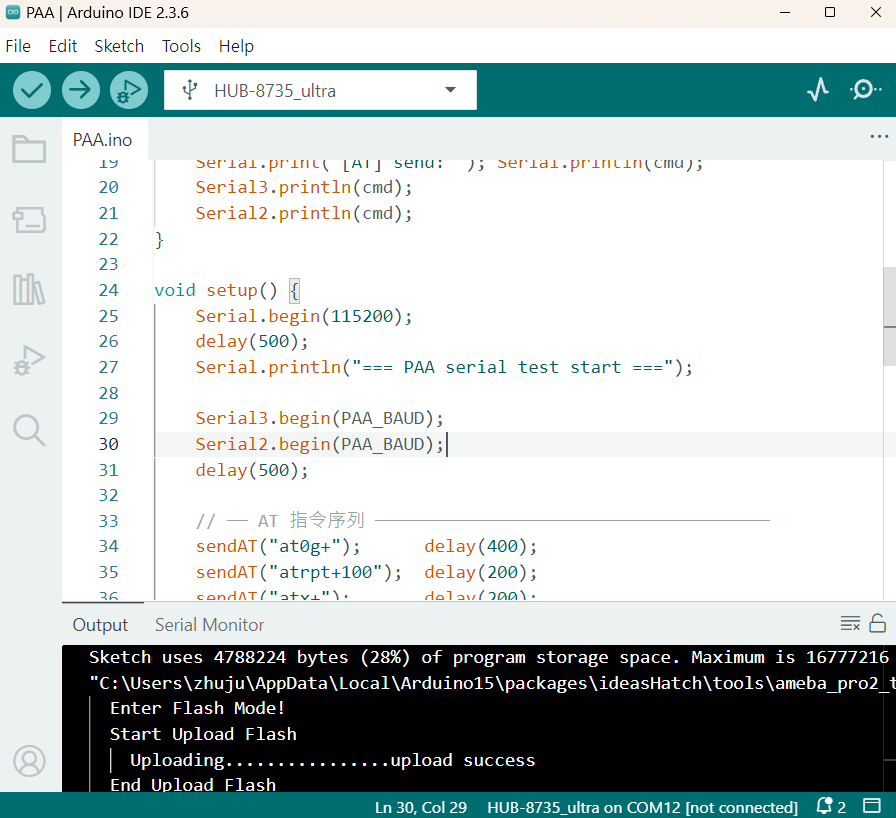 PAA | Arduino IDE 2.3.6
File Edit Sketch Tools Help
HUB-8735_ultra
PAA.ino
19 Serial.print("[AT] send: "); Serial.println(cmd);
20 Serial3.println(cmd);
21 Serial2.println(cmd);
22 }
23
24 void setup() {
25 Serial.begin(115200);
26 delay(500);
27 Serial.println("=== PAA serial test start ===");
28
29 Serial3.begin(PAA_BAUD);
30 Serial2.begin(PAA_BAUD);
31 delay(500);
32
33 // ── AT 指令序列 ──────────────────────────────
34 sendAT("at0g+"); delay(400);
35 sendAT("atrpt+100"); delay(200);
36 sendAT("atx+"); delay(200);
Output Serial Monitor
Sketch uses 4788224 bytes (28%) of program storage space. Maximum is 16777216
"C:\Users\zhuju\AppData\Local\Arduino15\packages\ideasHatch\tools\ameba_pro2_t
Enter Flash Mode!
Start Upload Flash
Uploading................upload success
End Upload Flash
Ln 30, Col 29 HUB-8735_ultra on COM12 [not connected] 2